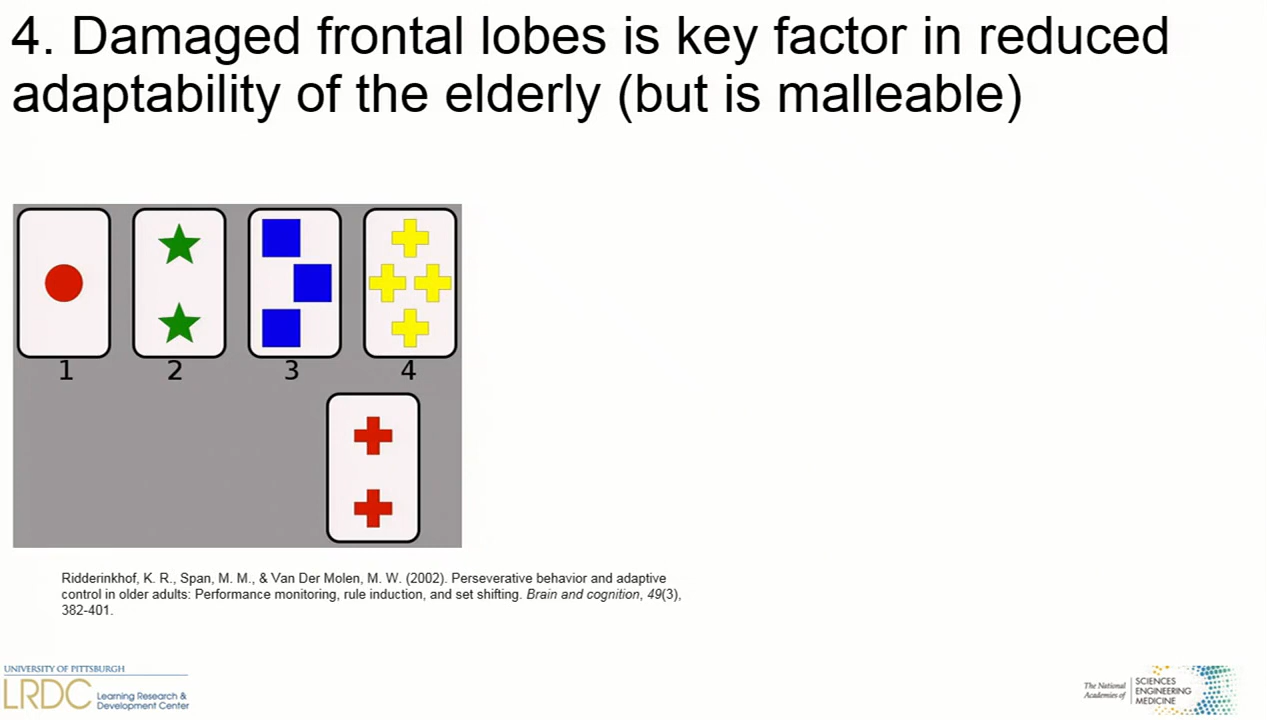 4. Damaged frontal lobes is key factor in reduced
adaptability of the elderly (but is malleable)
1 2 3 4
Ridderinkhof, K. R., Span, M. M., & Van Der Molen, M. W. (2002). Perseverative behavior and adaptive
control in older adults: Performance monitoring, rule induction, and set shifting. Brain and cognition, 49(3),
382-401.
UNIVERSITY OF PITTSBURGH
LRDC Learning Research &
Development Center
The National
Academies of
SCIENCES
ENGINEERING
MEDICINE